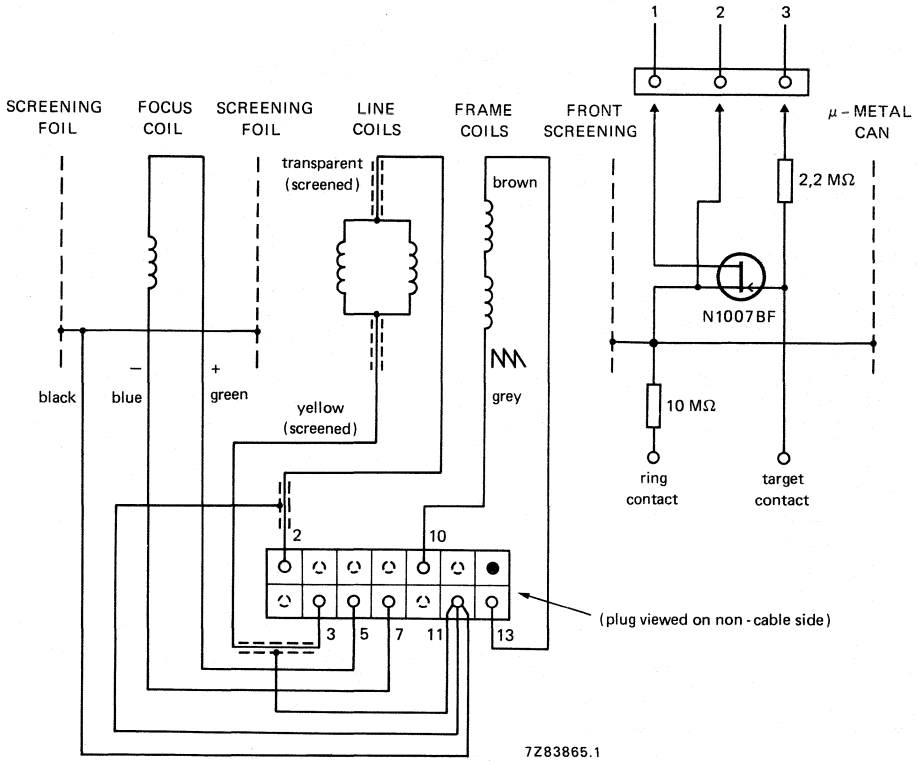 1 2 3
SCREENING
FOIL
FOCUS
COIL
SCREENING
FOIL
LINE
COILS
FRAME
COILS
FRONT
SCREENING
μ-METAL
CAN
transparent
(screened)
brown
2,2 MΩ
N1007BF
− +
black
blue
green
yellow
(screened)
grey
10 MΩ
ring
contact
target
contact
2
10
3 5 7 11 13
(plug viewed on non-cable side)
7Z83865.1